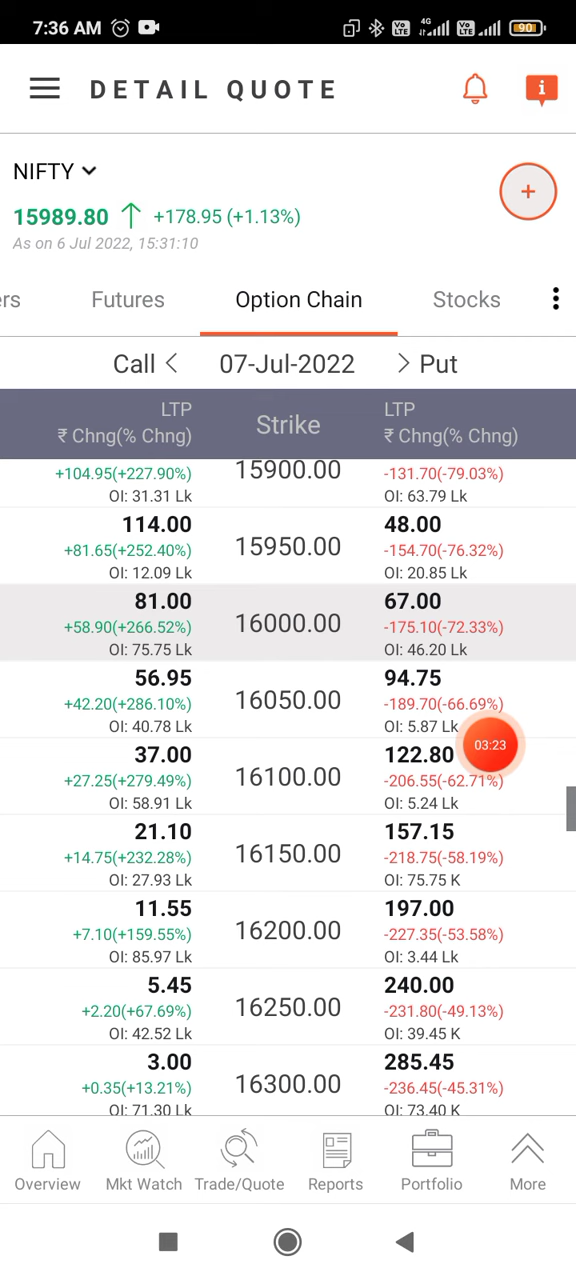 7:36 AM 4G 90
DETAIL QUOTE
NIFTY
15989.80 +178.95 (+1.13%)
As on 6 Jul 2022, 15:31:10
ers Futures Option Chain Stocks
Call < 07-Jul-2022 > Put
LTP Strike LTP
₹ Chng(% Chng) ₹ Chng(% Chng)
+104.95(+227.90%) 15900.00 -131.70(-79.03%)
OI: 31.31 Lk OI: 63.79 Lk
114.00 48.00
+81.65(+252.40%) 15950.00 -154.70(-76.32%)
OI: 12.09 Lk OI: 20.85 Lk
81.00 67.00
+58.90(+266.52%) 16000.00 -175.10(-72.33%)
OI: 75.75 Lk OI: 46.20 Lk
56.95 94.75
+42.20(+286.10%) 16050.00 -189.70(-66.69%)
OI: 40.78 Lk OI: 5.87 Lk
03:23
37.00 122.80
+27.25(+279.49%) 16100.00 -206.55(-62.71%)
OI: 58.91 Lk OI: 5.24 Lk
21.10 157.15
+14.75(+232.28%) 16150.00 -218.75(-58.19%)
OI: 27.93 Lk OI: 75.75 K
11.55 197.00
+7.10(+159.55%) 16200.00 -227.35(-53.58%)
OI: 85.97 Lk OI: 3.44 Lk
5.45 240.00
+2.20(+67.69%) 16250.00 -231.80(-49.13%)
OI: 42.52 Lk OI: 39.45 K
3.00 285.45
+0.35(+13.21%) 16300.00 -236.45(-45.31%)
OI: 71.30 Lk OI: 73.40 K
Overview Mkt Watch Trade/Quote Reports Portfolio More